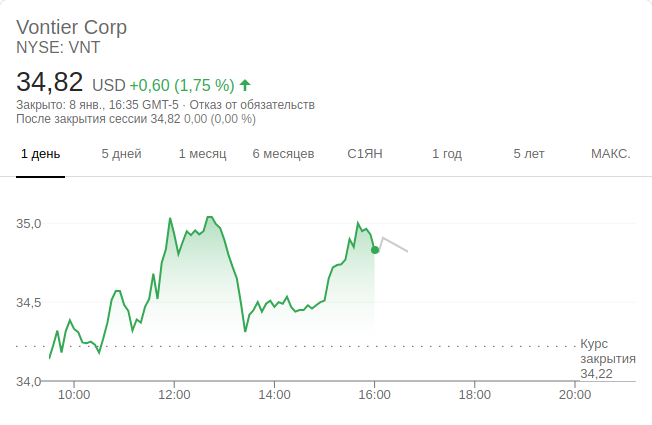 Vontier Corp
NYSE: VNT
34,82 USD +0,60 (1,75 %)
Закрыто: 8 янв., 16:35 GMT-5 · Отказ от обязательств
После закрытия сессии 34,82 0,00 (0,00 %)
1 день 5 дней 1 месяц 6 месяцев С1ЯН 1 год 5 лет МАКС.
35,0
34,5
Курс
закрытия
34,22
34,0
10:00 12:00 14:00 16:00 18:00 20:00